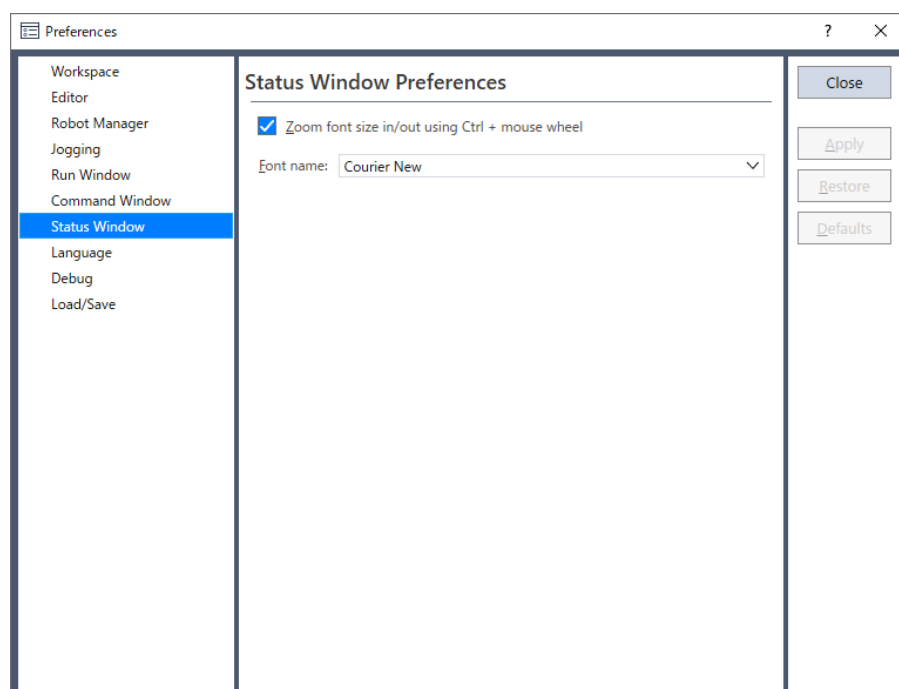 Preferences
?
Workspace
Editor
Robot Manager
Jogging
Run Window
Command Window
Status Window
Language
Debug
Load/Save
Status Window Preferences
Zoom font size in/out using Ctrl + mouse wheel
Font name: Courier New
Close
Apply
Restore
Defaults